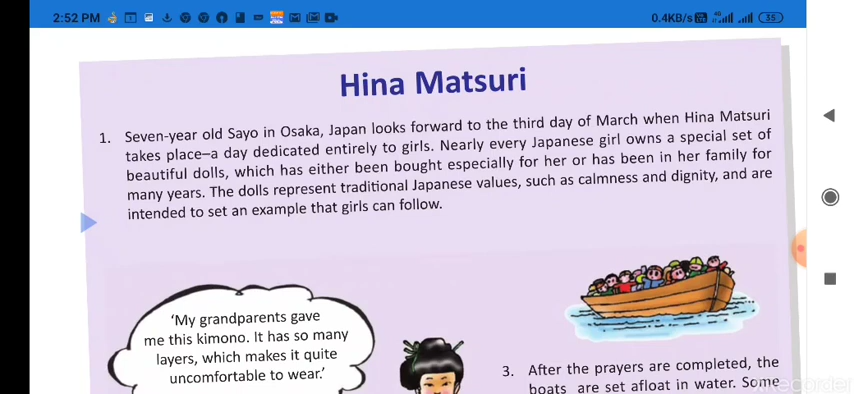 2:52 PM
0.4KB/s
4G
35
Hina Matsuri
1. Seven-year old Sayo in Osaka, Japan looks forward to the third day of March when Hina Matsuri
takes place–a day dedicated entirely to girls. Nearly every Japanese girl owns a special set of
beautiful dolls, which has either been bought especially for her or has been in her family for
many years. The dolls represent traditional Japanese values, such as calmness and dignity, and are
intended to set an example that girls can follow.
'My grandparents gave
me this kimono. It has so many
layers, which makes it quite
uncomfortable to wear.'
3. After the prayers are completed, the
boats are set afloat in water. Some